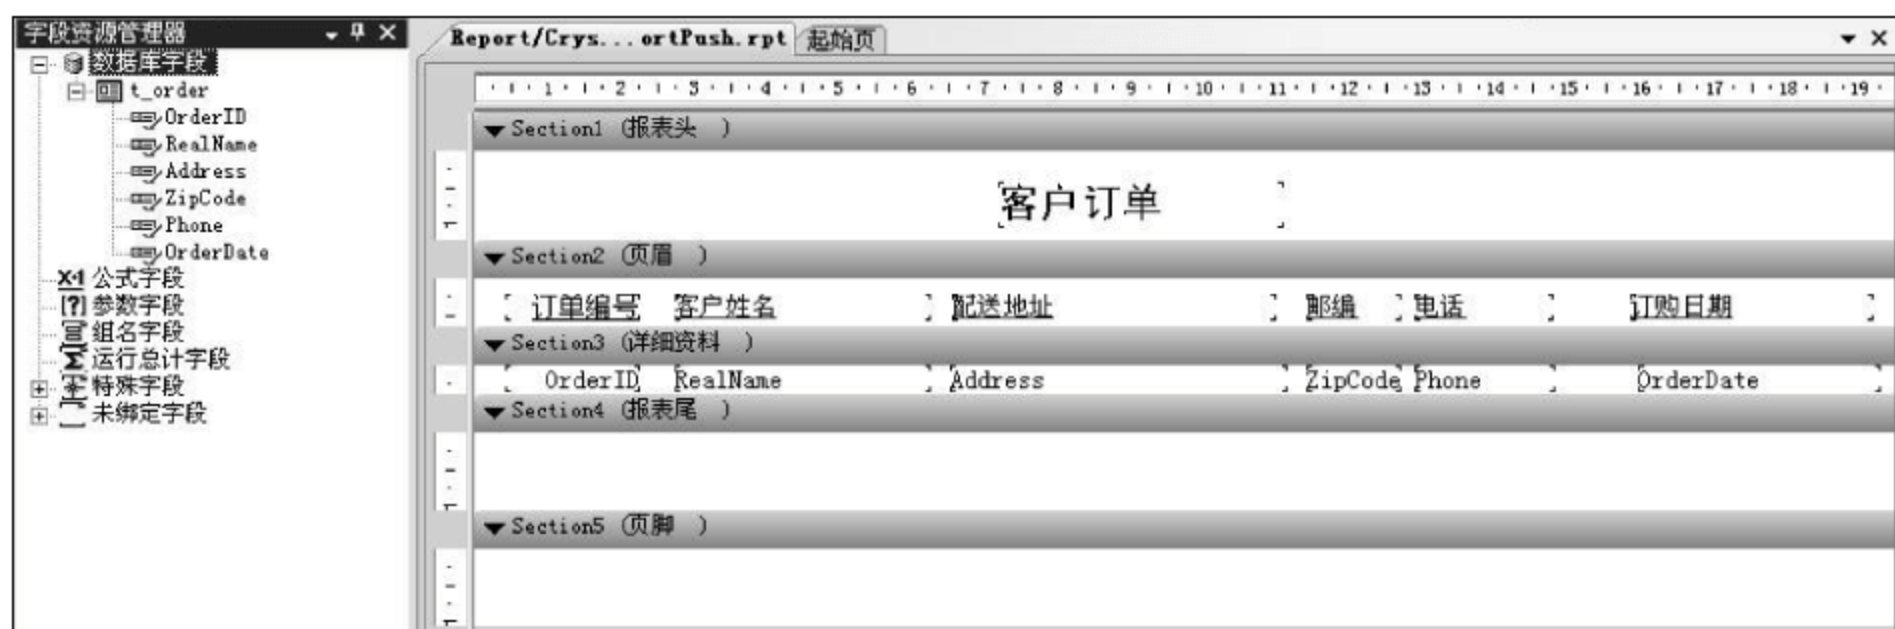 字段资源管理器
数据库字段
t_order
OrderID
RealName
Address
ZipCode
Phone
OrderDate
公式字段
参数字段
组名字段
运行总计字段
特殊字段
未绑定字段
Report/Crys...ortPush.rpt 起始页
1 2 3 4 5 6 7 8 9 10 11 12 13 14 15 16 17 18 19
Section1 (报表头 )
客户订单
Section2 (页眉 )
订单编号 客户姓名 配送地址 邮编 电话 订购日期
Section3 (详细资料 )
OrderID RealName Address ZipCode Phone OrderDate
Section4 (报表尾 )
Section5 (页脚 )